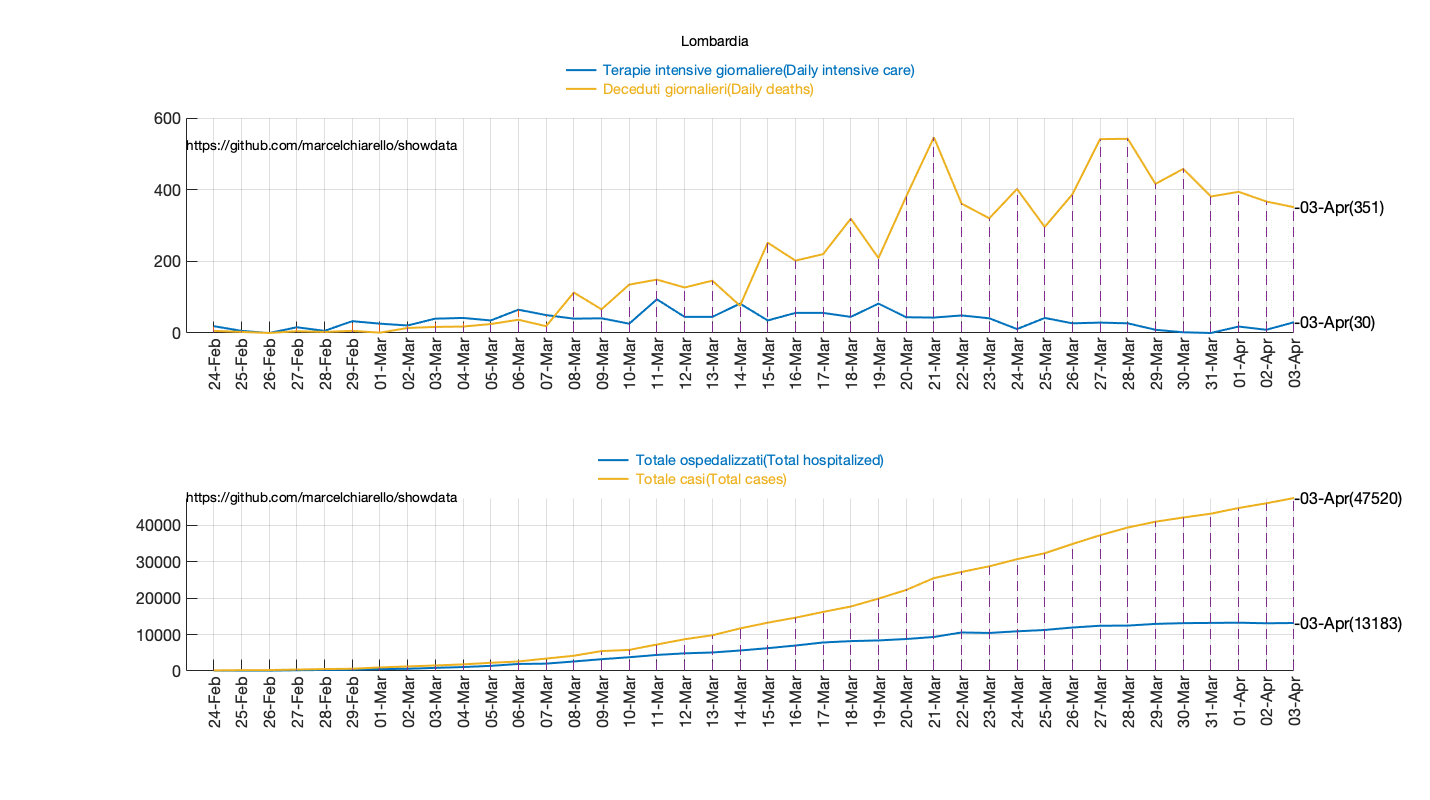 Lombardia
Terapie intensive giornaliere(Daily intensive care)
Deceduti giornalieri(Daily deaths)
600
https://github.com/marcelchiarello/showdata
400
-03-Apr(351)
200
-03-Apr(30)
0
24-Feb
25-Feb
26-Feb
27-Feb
28-Feb
29-Feb
01-Mar
02-Mar
03-Mar
04-Mar
05-Mar
06-Mar
07-Mar
08-Mar
09-Mar
10-Mar
11-Mar
12-Mar
13-Mar
14-Mar
15-Mar
16-Mar
17-Mar
18-Mar
19-Mar
20-Mar
21-Mar
22-Mar
23-Mar
24-Mar
25-Mar
26-Mar
27-Mar
28-Mar
29-Mar
30-Mar
31-Mar
01-Apr
02-Apr
03-Apr
Totale ospedalizzati(Total hospitalized)
Totale casi(Total cases)
https://github.com/marcelchiarello/showdata
-03-Apr(47520)
40000
30000
20000
-03-Apr(13183)
10000
0
24-Feb
25-Feb
26-Feb
27-Feb
28-Feb
29-Feb
01-Mar
02-Mar
03-Mar
04-Mar
05-Mar
06-Mar
07-Mar
08-Mar
09-Mar
10-Mar
11-Mar
12-Mar
13-Mar
14-Mar
15-Mar
16-Mar
17-Mar
18-Mar
19-Mar
20-Mar
21-Mar
22-Mar
23-Mar
24-Mar
25-Mar
26-Mar
27-Mar
28-Mar
29-Mar
30-Mar
31-Mar
01-Apr
02-Apr
03-Apr